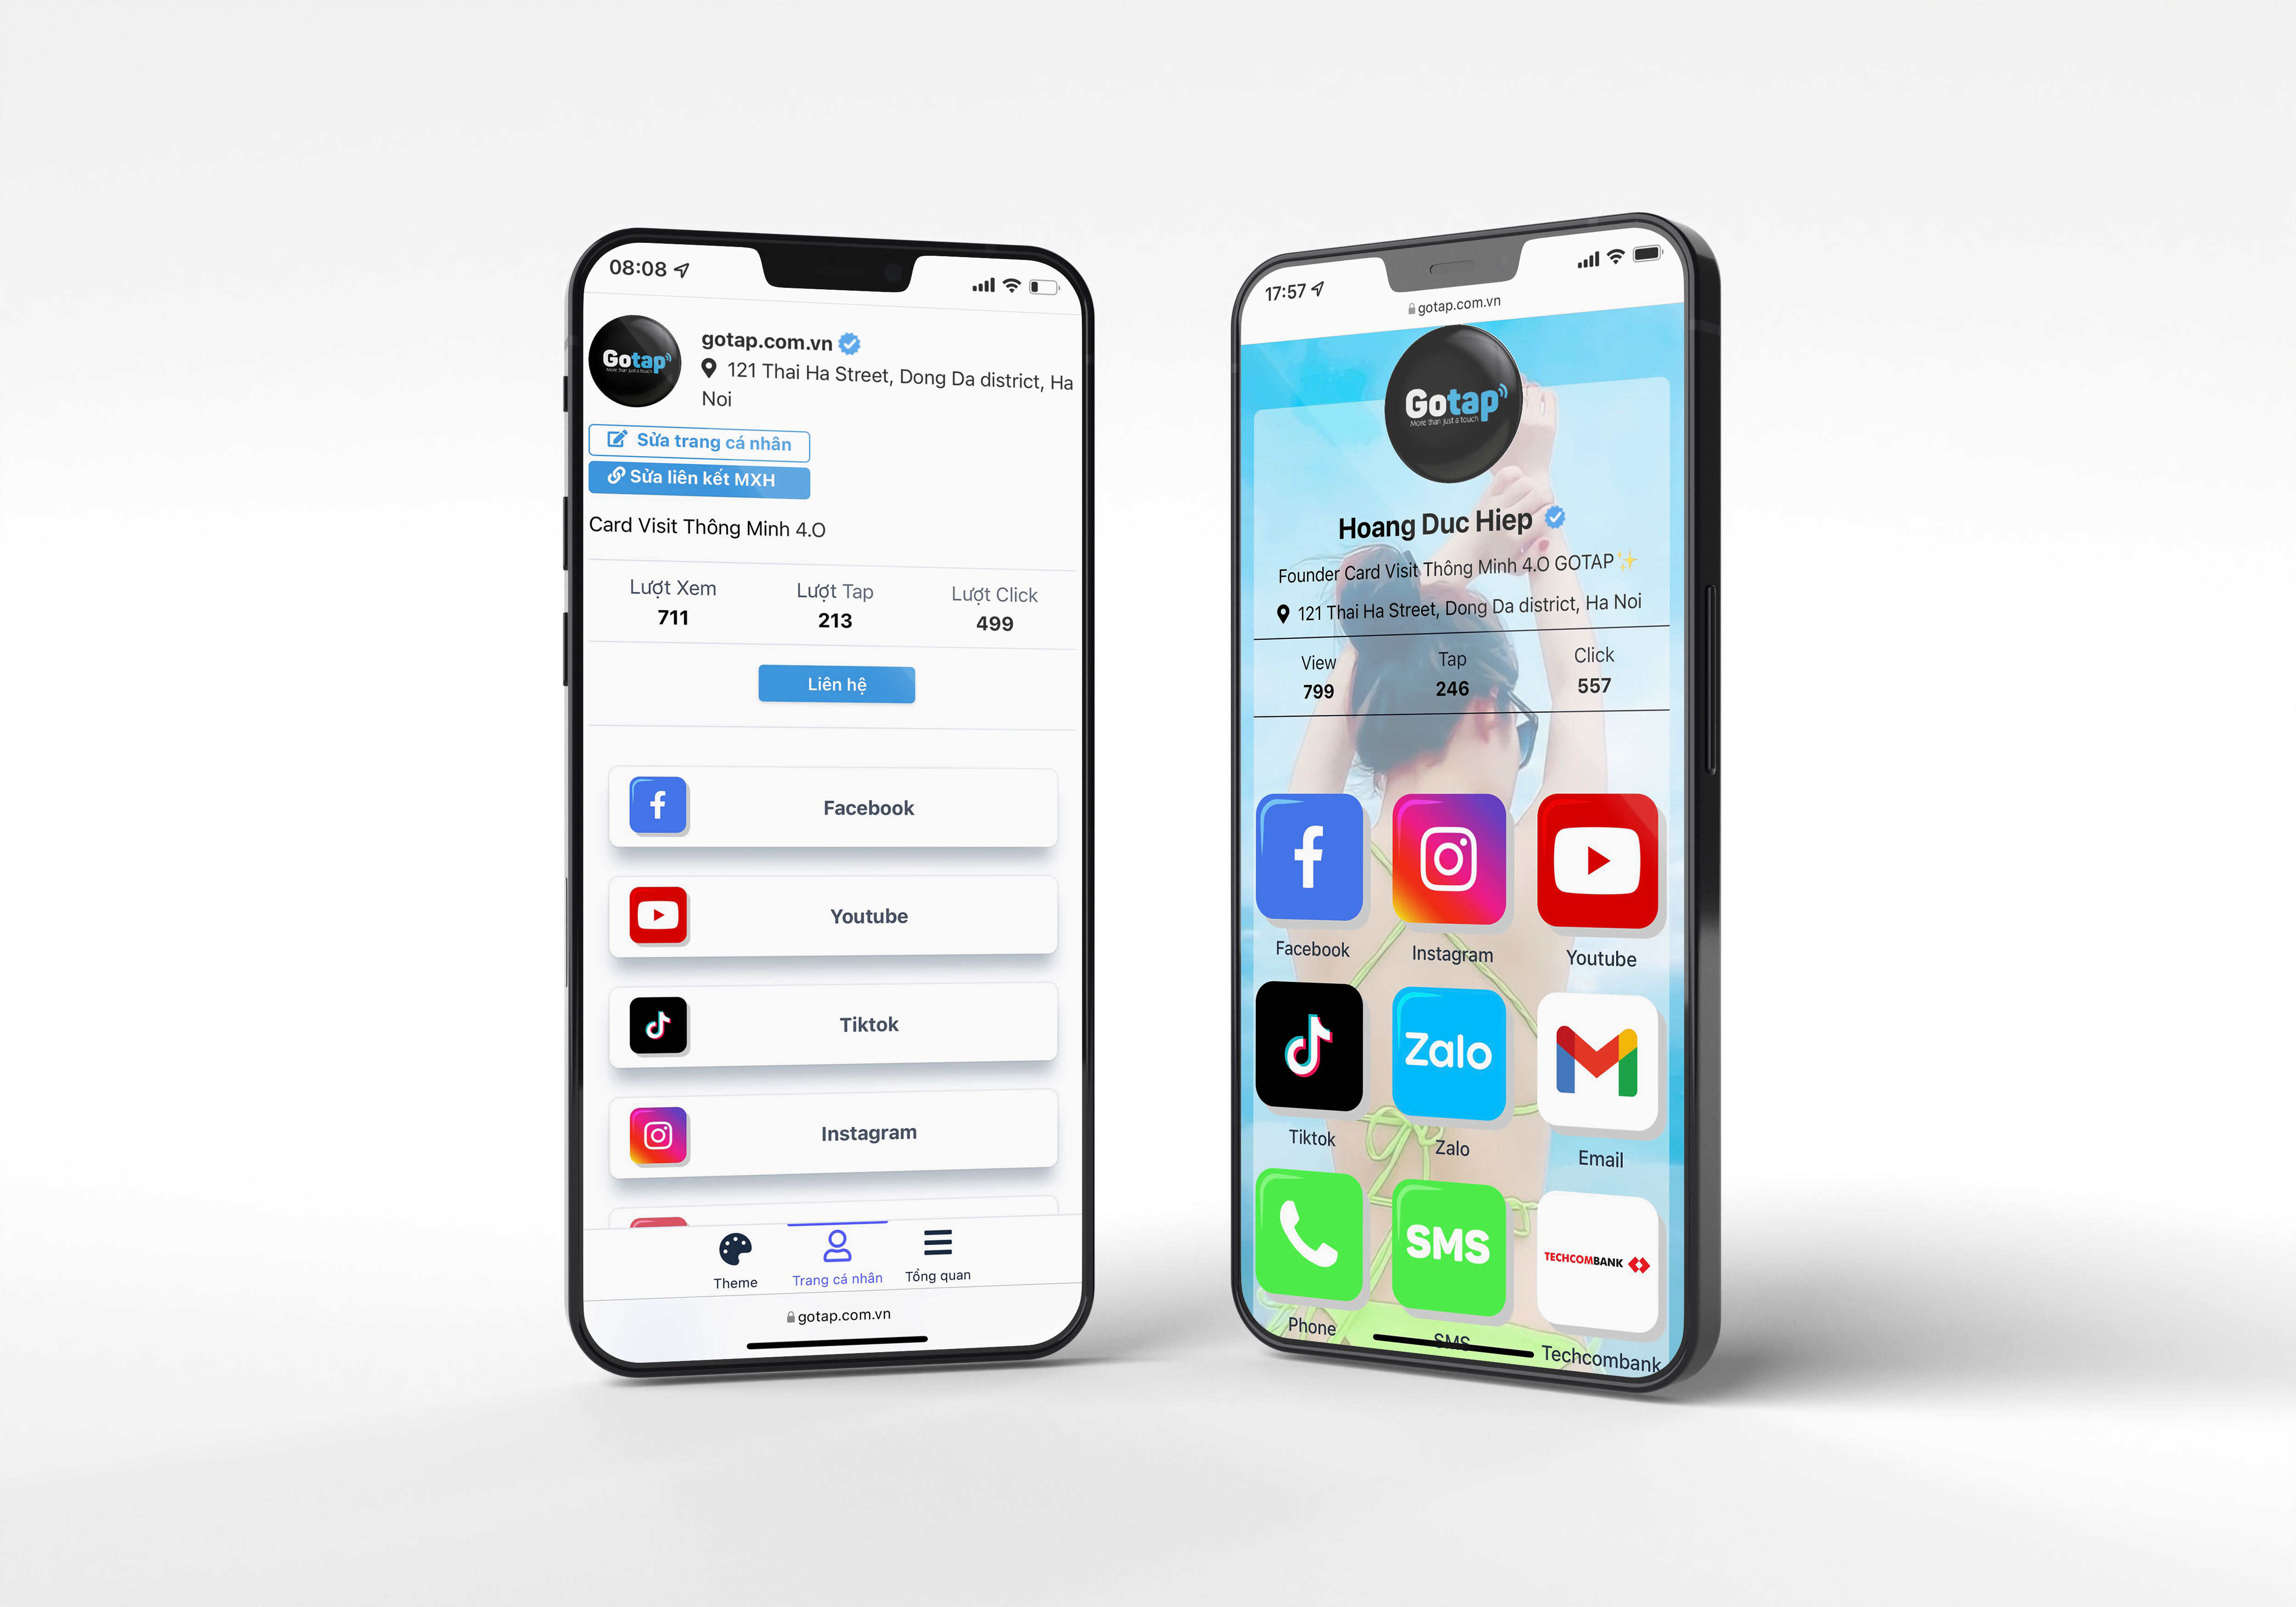 08:08
Gotap
More than just a touch
gotap.com.vn
121 Thai Ha Street, Dong Da district, Ha
Noi
Sửa trang cá nhân
Sửa liên kết MXH
Card Visit Thông Minh 4.O
Lượt Xem Lượt Tap Lượt Click
711 213 499
Liên hệ
Facebook
Youtube
Tiktok
Instagram
Theme Trang cá nhân Tổng quan
gotap.com.vn
17:57
gotap.com.vn
Gotap
More than just a touch
Hoang Duc Hiep
Founder Card Visit Thông Minh 4.O GOTAP✨
121 Thai Ha Street, Dong Da district, Ha Noi
View Tap Click
799 246 557
Facebook Instagram Youtube
Zalo
Tiktok Zalo Email
SMS
TECHCOMBANK
Phone SMS Techcombank